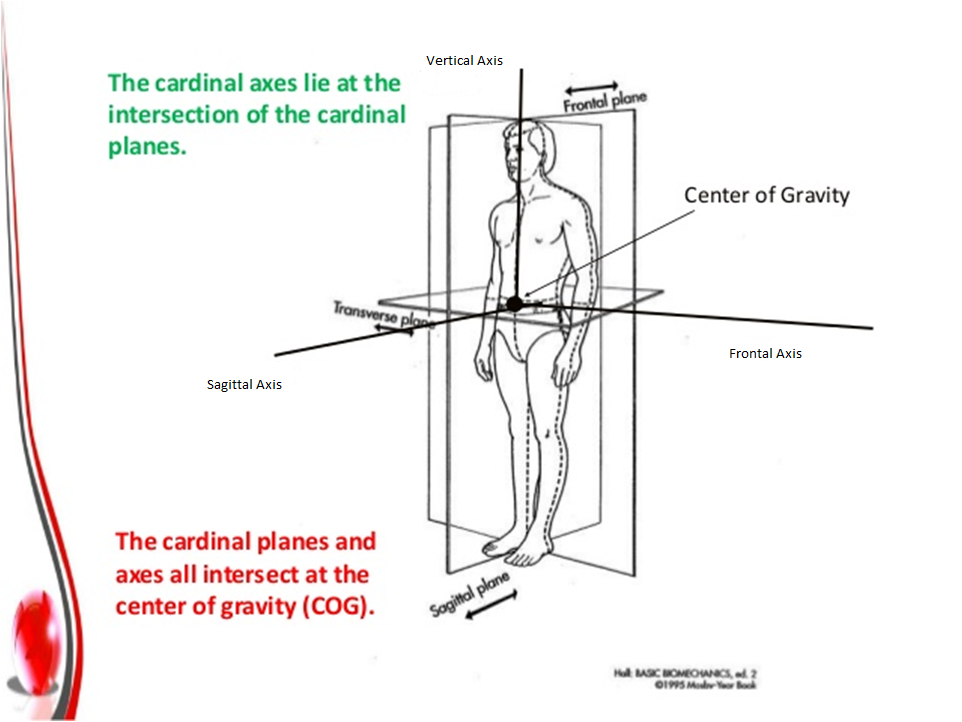 Vertical Axis
The cardinal axes lie at the
intersection of the cardinal
planes.
Frontal plane
Center of Gravity
Transverse plane
Frontal Axis
Sagittal Axis
The cardinal planes and
axes all intersect at the
center of gravity (COG).
Sagittal plane
Hall: BASIC BIOMECHANICS, ed. 2
©1995 Mosby-Year Book